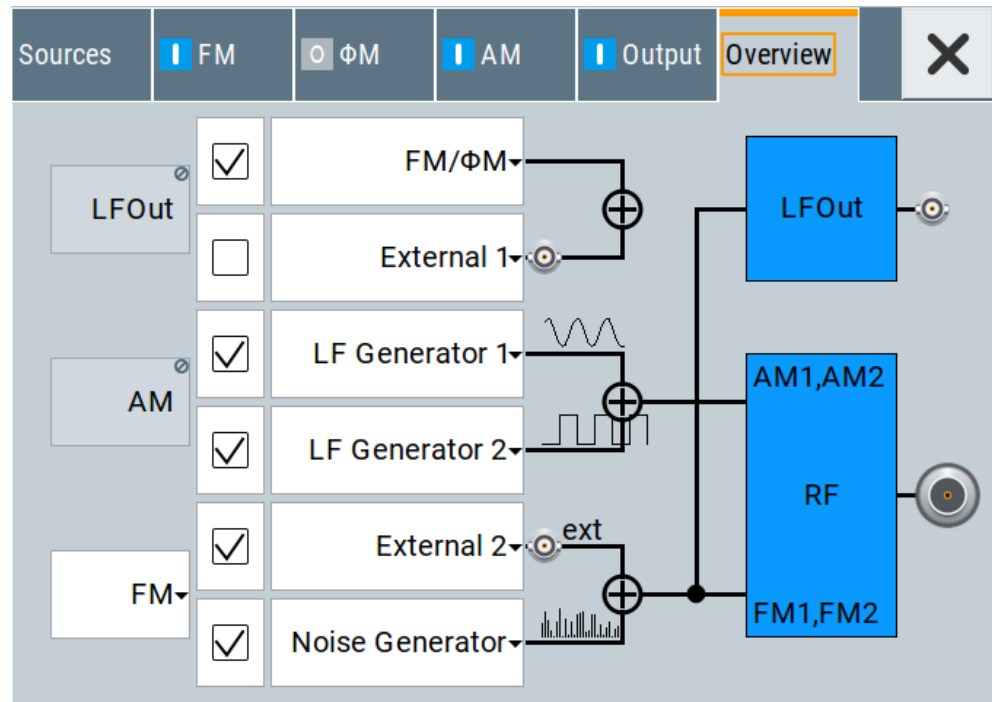 Sources
FM
ΦM
AM
Output
Overview
LFOut
FM/ΦM
External 1
LFOut
AM
LF Generator 1
LF Generator 2
AM1,AM2
RF
FM
External 2
ext
Noise Generator
FM1,FM2